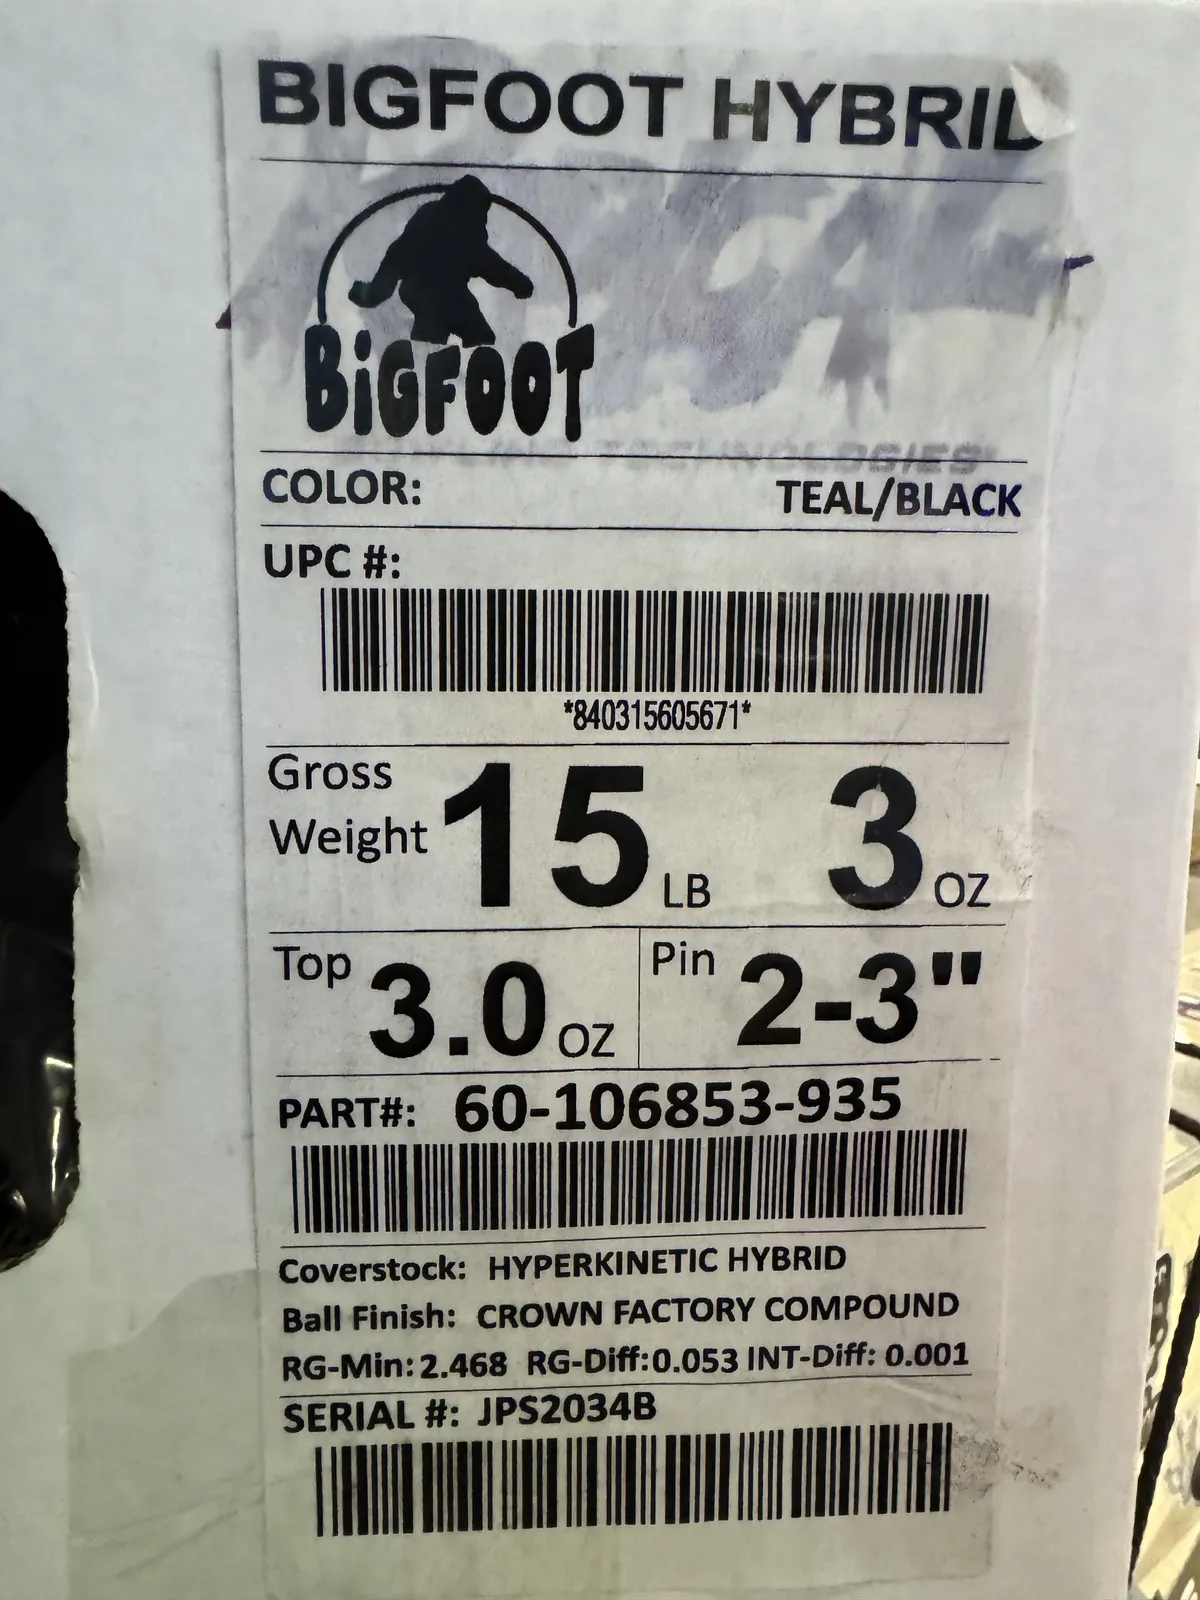 BIGFOOT HYBRID
BiGFOOT
TECHNOLOGIES
COLOR: TEAL/BLACK
UPC #:
*840315605671*
Gross
Weight 15 LB 3 OZ
Top 3.0 OZ Pin 2-3"
PART#: 60-106853-935
Coverstock: HYPERKINETIC HYBRID
Ball Finish: CROWN FACTORY COMPOUND
RG-Min: 2.468 RG-Diff:0.053 INT-Diff: 0.001
SERIAL #: JPS2034B